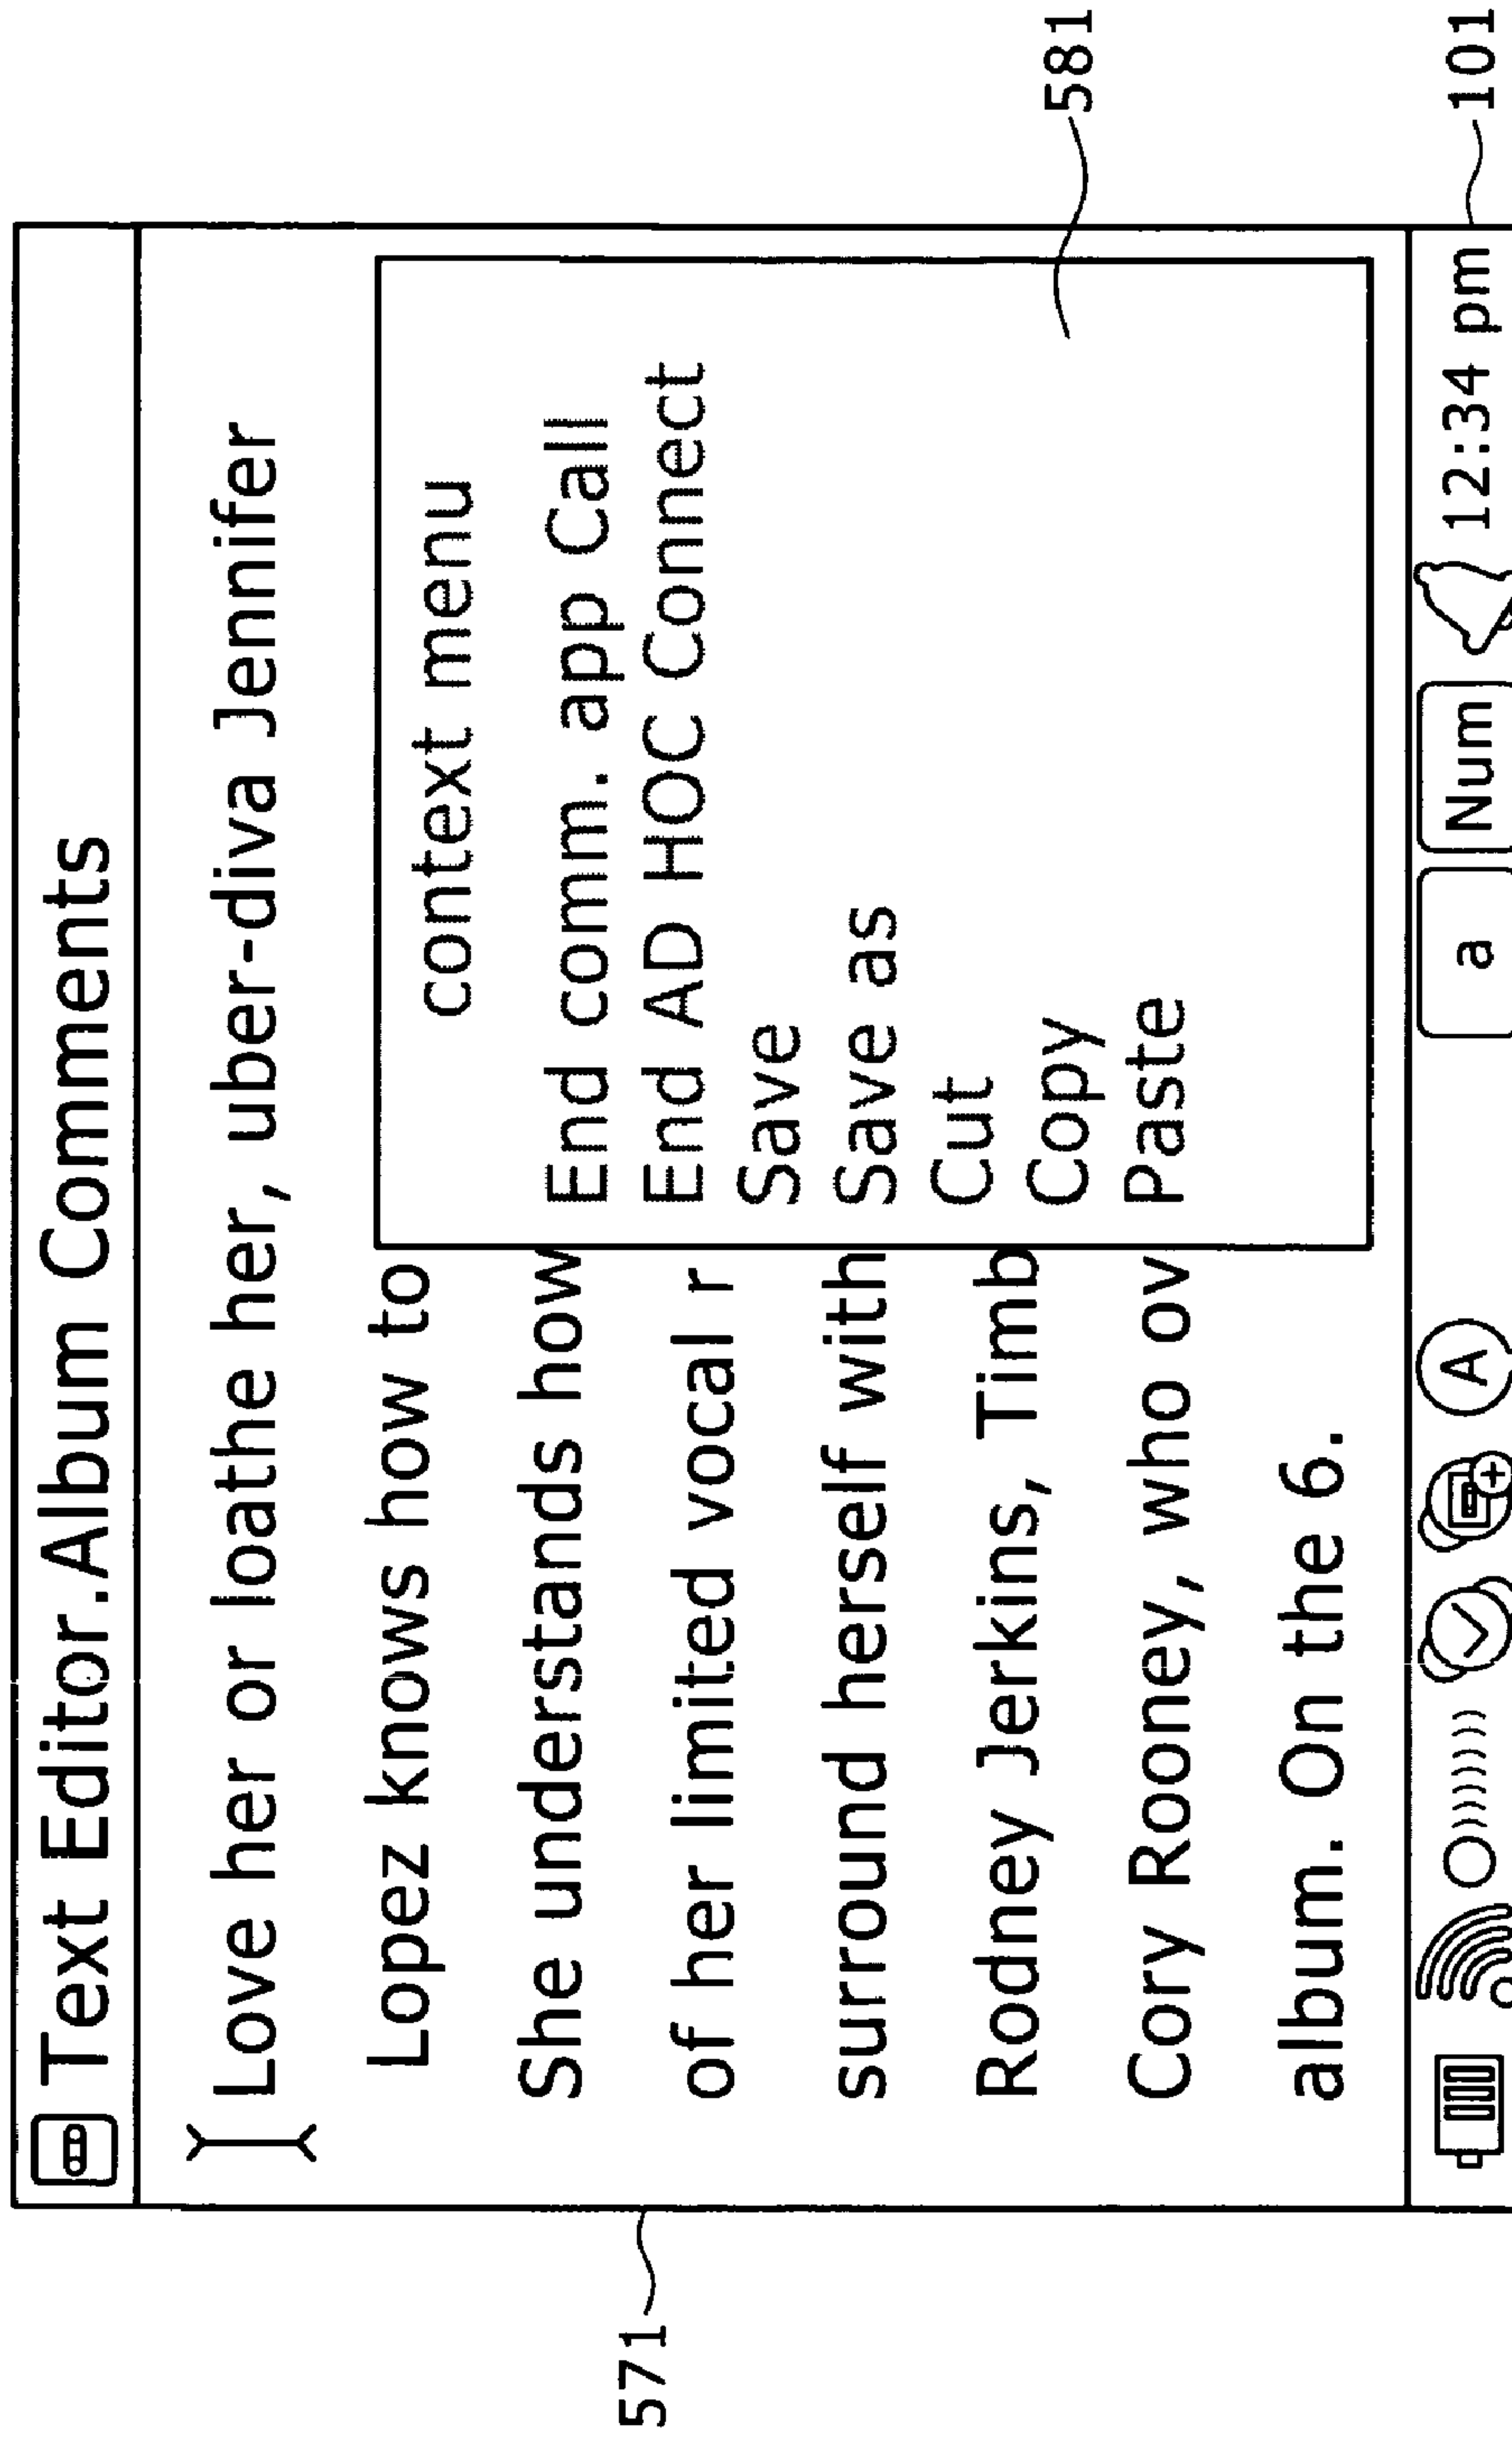 Text Editor.Album Comments
Love her or loathe her, uber-diva Jennifer
Lopez knows how to
She understands how
of her limited vocal r
surround herself with
Rodney Jerkins, Timb
Cory Rooney, who ov
album. On the 6.
context menu
End comm. app Call
End AD HOC Connect
Save
Save as
Cut
Copy
Paste
A
a
Num
12:34 pm
571
581
101